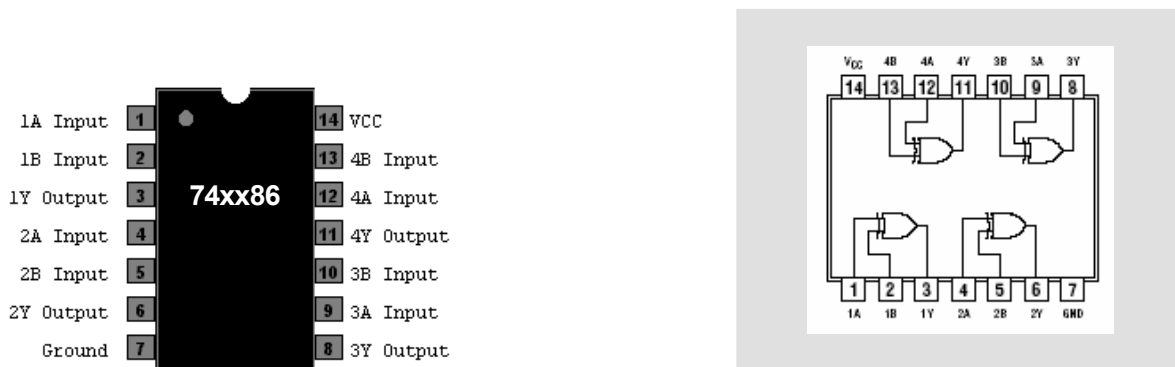 1A Input 1
1B Input 2
1Y Output 3
2A Input 4
2B Input 5
2Y Output 6
Ground 7
74xx86
14 VCC
13 4B Input
12 4A Input
11 4Y Output
10 3B Input
9 3A Input
8 3Y Output
VCC 4B 4A 4Y 3B 3A 3Y
14 13 12 11 10 9 8
1 2 3 4 5 6 7
1A 1B 1Y 2A 2B 2Y GND